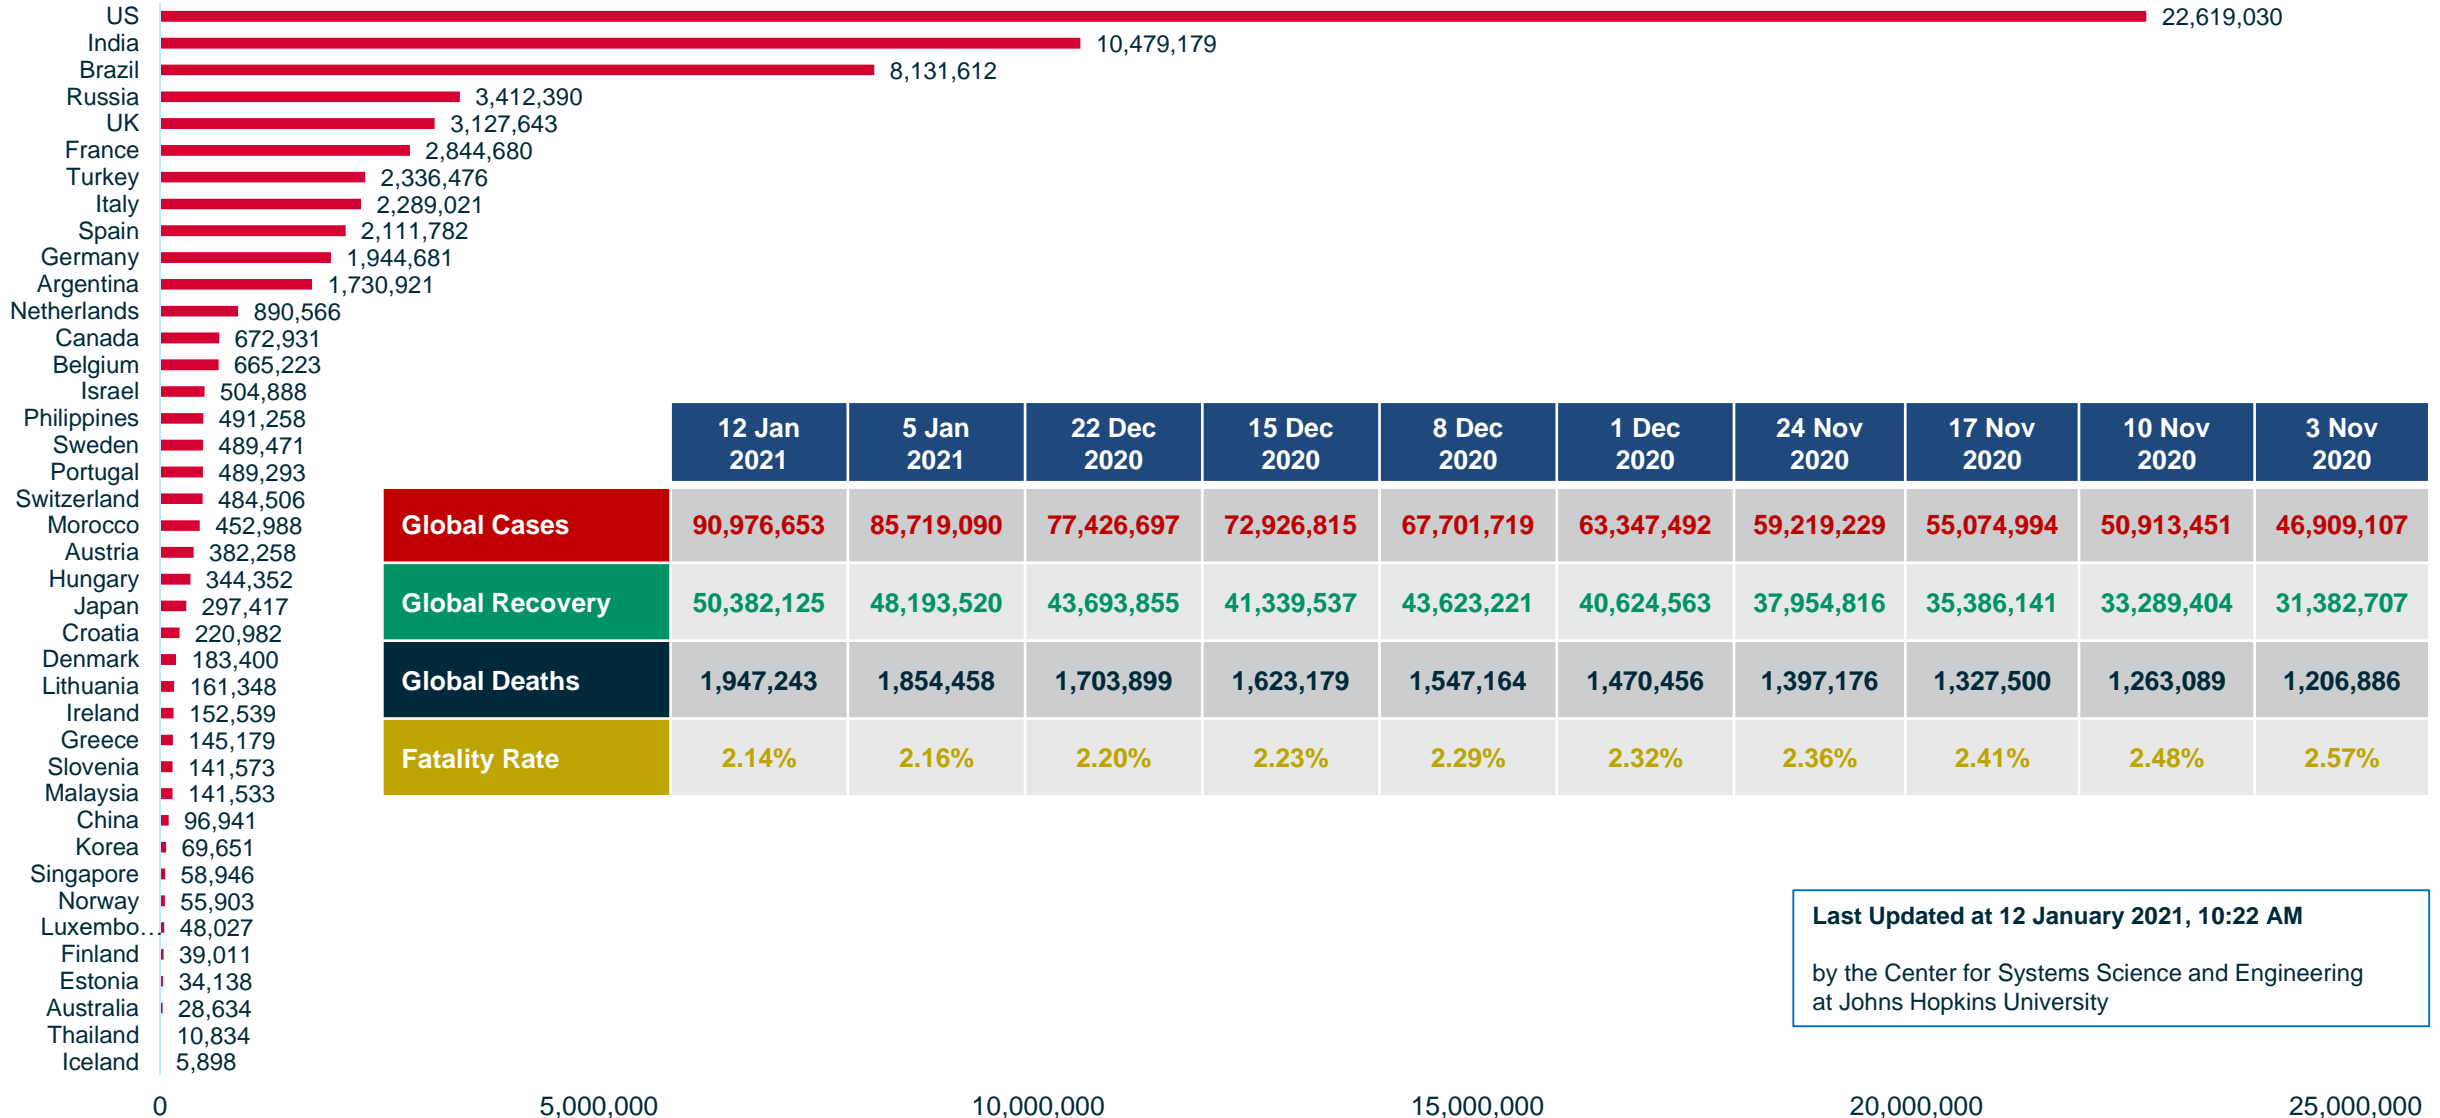 US 22,619,030
India 10,479,179
Brazil 8,131,612
Russia 3,412,390
UK 3,127,643
France 2,844,680
Turkey 2,336,476
Italy 2,289,021
Spain 2,111,782
Germany 1,944,681
Argentina 1,730,921
Netherlands 890,566
Canada 672,931
Belgium 665,223
Israel 504,888
Philippines 491,258
Sweden 489,471
Portugal 489,293
Switzerland 484,506
Morocco 452,988
Austria 382,258
Hungary 344,352
Japan 297,417
Croatia 220,982
Denmark 183,400
Lithuania 161,348
Ireland 152,539
Greece 145,179
Slovenia 141,573
Malaysia 141,533
China 96,941
Korea 69,651
Singapore 58,946
Norway 55,903
Luxembo… 48,027
Finland 39,011
Estonia 34,138
Australia 28,634
Thailand 10,834
Iceland 5,898
0 5,000,000 10,000,000 15,000,000 20,000,000 25,000,000
12 Jan 5 Jan 22 Dec 15 Dec 8 Dec 1 Dec 24 Nov 17 Nov 10 Nov 3 Nov
2021 2021 2020 2020 2020 2020 2020 2020 2020 2020
Global Cases 90,976,653 85,719,090 77,426,697 72,926,815 67,701,719 63,347,492 59,219,229 55,074,994 50,913,451 46,909,107
Global Recovery 50,382,125 48,193,520 43,693,855 41,339,537 43,623,221 40,624,563 37,954,816 35,386,141 33,289,404 31,382,707
Global Deaths 1,947,243 1,854,458 1,703,899 1,623,179 1,547,164 1,470,456 1,397,176 1,327,500 1,263,089 1,206,886
Fatality Rate 2.14% 2.16% 2.20% 2.23% 2.29% 2.32% 2.36% 2.41% 2.48% 2.57%
Last Updated at 12 January 2021, 10:22 AM
by the Center for Systems Science and Engineering
at Johns Hopkins University